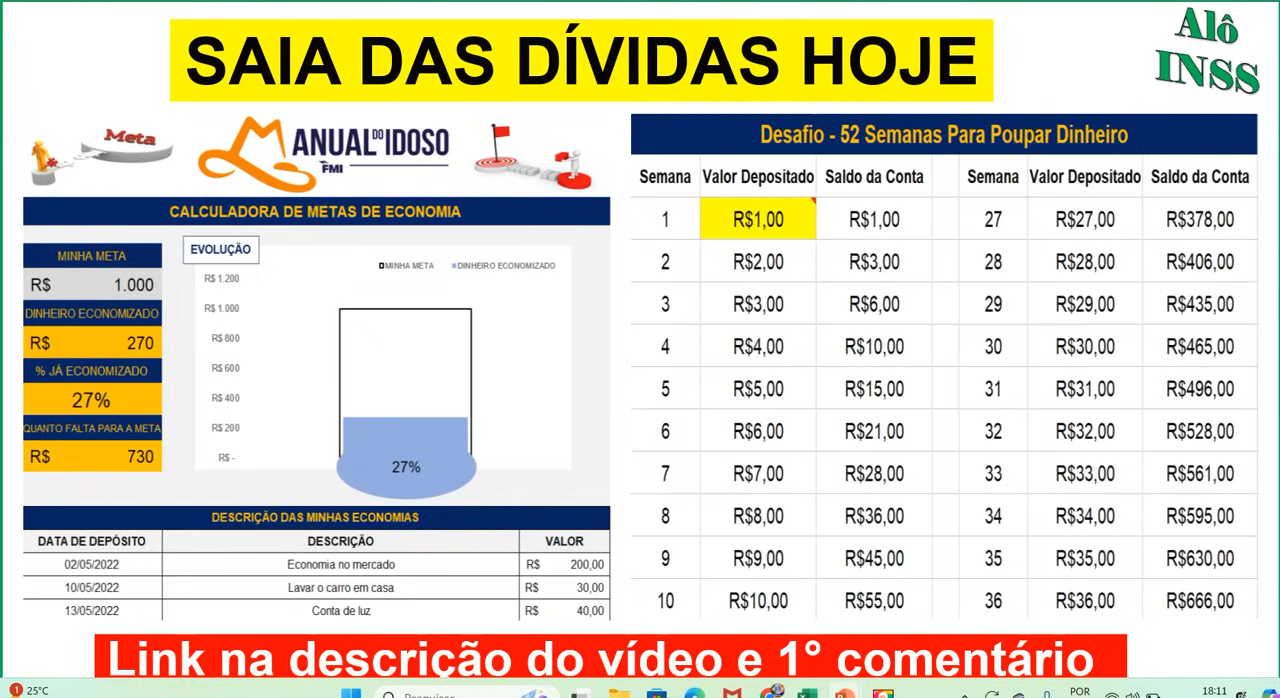 SAIA DAS DÍVIDAS HOJE
Alô
INSS
Meta
MANUAL DO IDOSO
FMI
CALCULADORA DE METAS DE ECONOMIA
MINHA META
R$ 1.000
DINHEIRO ECONOMIZADO
R$ 270
% JÁ ECONOMIZADO
27%
QUANTO FALTA PARA A META
R$ 730
EVOLUÇÃO
MINHA META DINHEIRO ECONOMIZADO
R$ 1.200
R$ 1.000
R$ 800
R$ 600
R$ 400
R$ 200
R$ -
27%
DESCRIÇÃO DAS MINHAS ECONOMIAS
DATA DE DEPÓSITO DESCRIÇÃO VALOR
02/05/2022 Economia no mercado R$ 200,00
10/05/2022 Lavar o carro em casa R$ 30,00
13/05/2022 Conta de luz R$ 40,00
Desafio - 52 Semanas Para Poupar Dinheiro
Semana Valor Depositado Saldo da Conta Semana Valor Depositado Saldo da Conta
1 R$1,00 R$1,00 27 R$27,00 R$378,00
2 R$2,00 R$3,00 28 R$28,00 R$406,00
3 R$3,00 R$6,00 29 R$29,00 R$435,00
4 R$4,00 R$10,00 30 R$30,00 R$465,00
5 R$5,00 R$15,00 31 R$31,00 R$496,00
6 R$6,00 R$21,00 32 R$32,00 R$528,00
7 R$7,00 R$28,00 33 R$33,00 R$561,00
8 R$8,00 R$36,00 34 R$34,00 R$595,00
9 R$9,00 R$45,00 35 R$35,00 R$630,00
10 R$10,00 R$55,00 36 R$36,00 R$666,00
Link na descrição do vídeo e 1° comentário
1 25°C Pesquisar POR 18:11